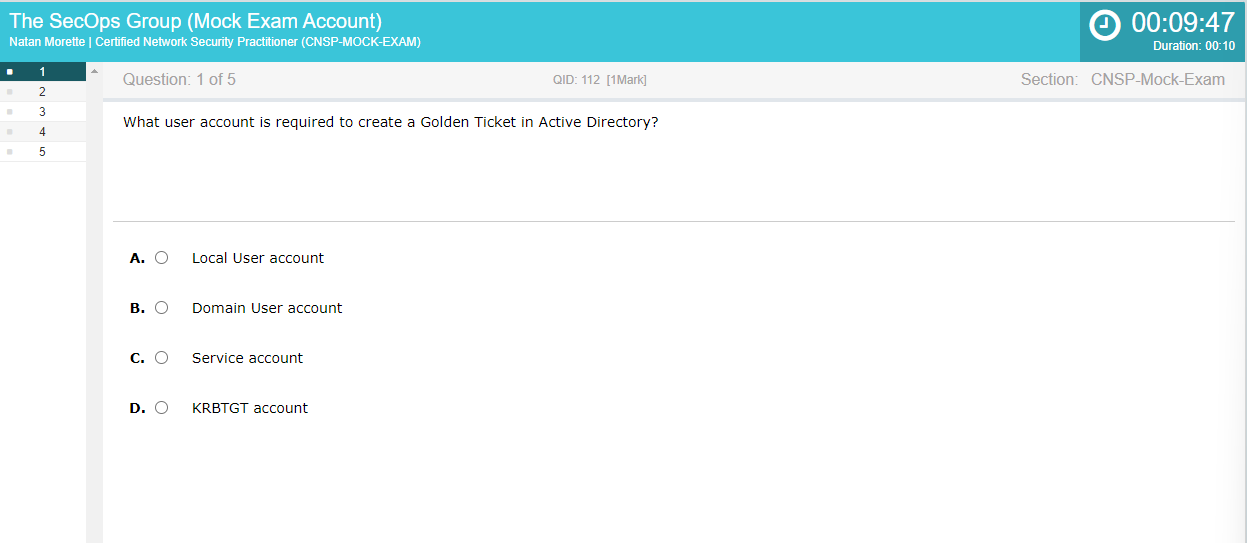 The SecOps Group (Mock Exam Account)
Natan Morette | Certified Network Security Practitioner (CNSP-MOCK-EXAM)
00:09:47
Duration: 00:10
1
2
3
4
5
Question: 1 of 5
QID: 112 [1Mark]
Section: CNSP-Mock-Exam
What user account is required to create a Golden Ticket in Active Directory?
A. Local User account
B. Domain User account
C. Service account
D. KRBTGT account